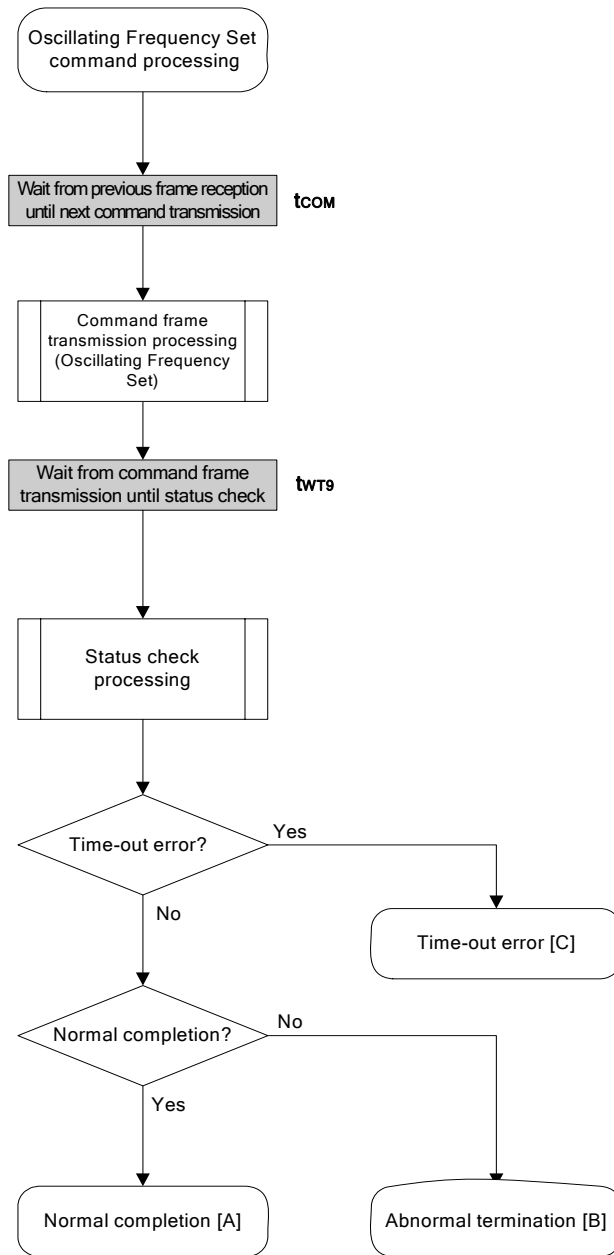 Oscillating Frequency Set
command processing
Wait from previous frame reception
until next command transmission
tCOM
Command frame
transmission processing
(Oscillating Frequency
Set)
Wait from command frame
transmission until status check
tWT9
Status check
processing
Time-out error?
Yes
No
Time-out error [C]
Normal completion?
No
Yes
Normal completion [A]
Abnormal termination [B]